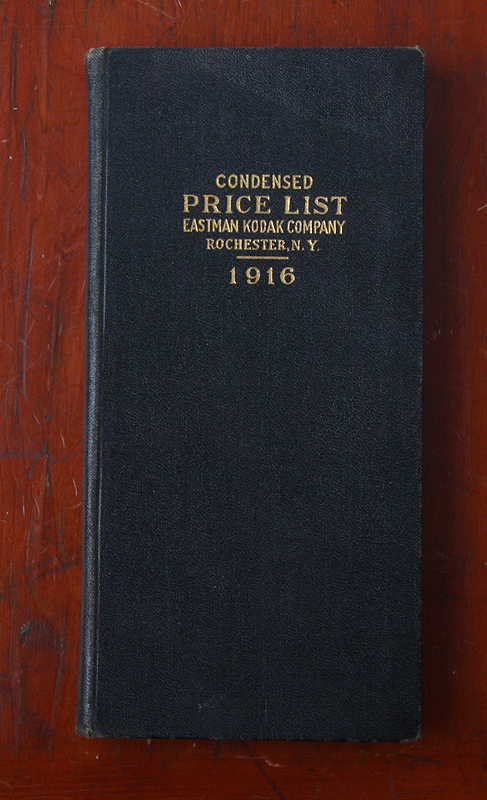 CONDENSED
PRICE LIST
EASTMAN KODAK COMPANY
ROCHESTER, N. Y.
1916